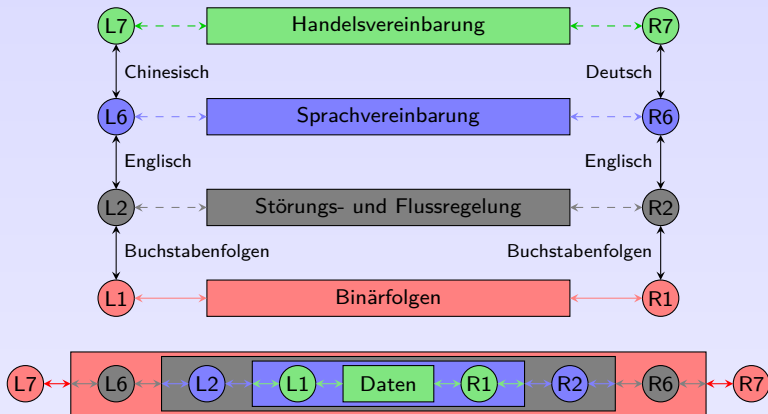 L7 Handelsvereinbarung R7
Chinesisch Deutsch
L6 Sprachvereinbarung R6
Englisch Englisch
L2 Störungs- und Flussregelung R2
Buchstabenfolgen Buchstabenfolgen
L1 Binärfolgen R1
L7 L6 L2 L1 Daten R1 R2 R6 R7